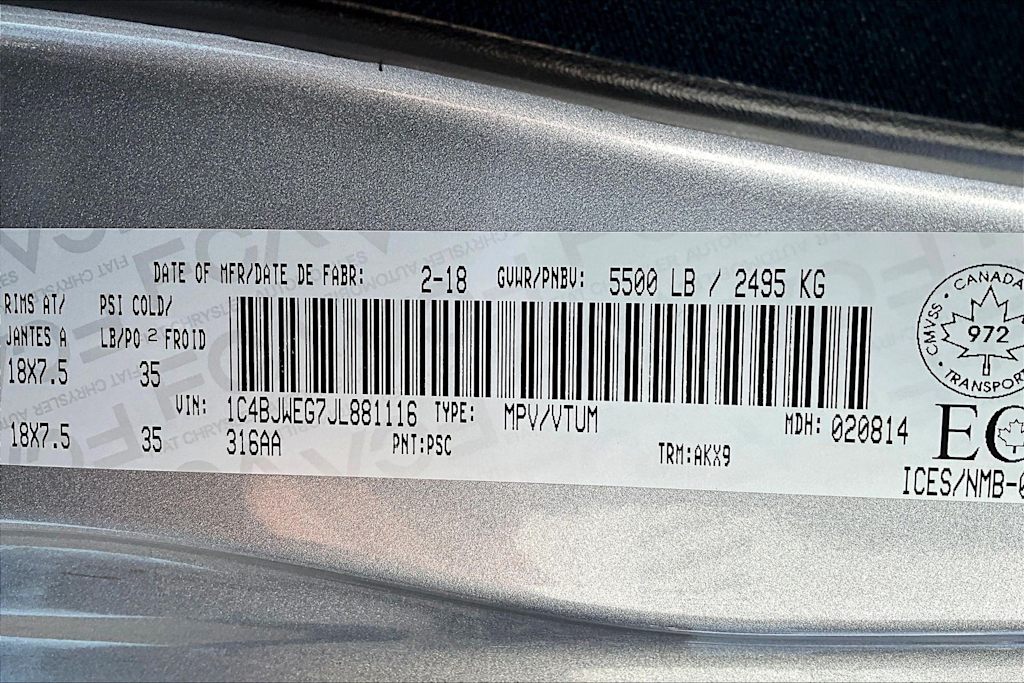 DATE OF MFR/DATE DE FABR: 2-18 GVWR/PNBV: 5500 LB / 2495 KG
RIMS AT/ PSI COLD/
JANTES A LB/PO 2 FROID
18X7.5 35
VIN: 1C4BJWEG7JL881116 TYPE: MPV/VTUM MDH: 020814
18X7.5 35 316AA PNT:PSC TRM:AKX9
CANADA
CMVSS
972
TRANSPORT
ICES/NMB-0